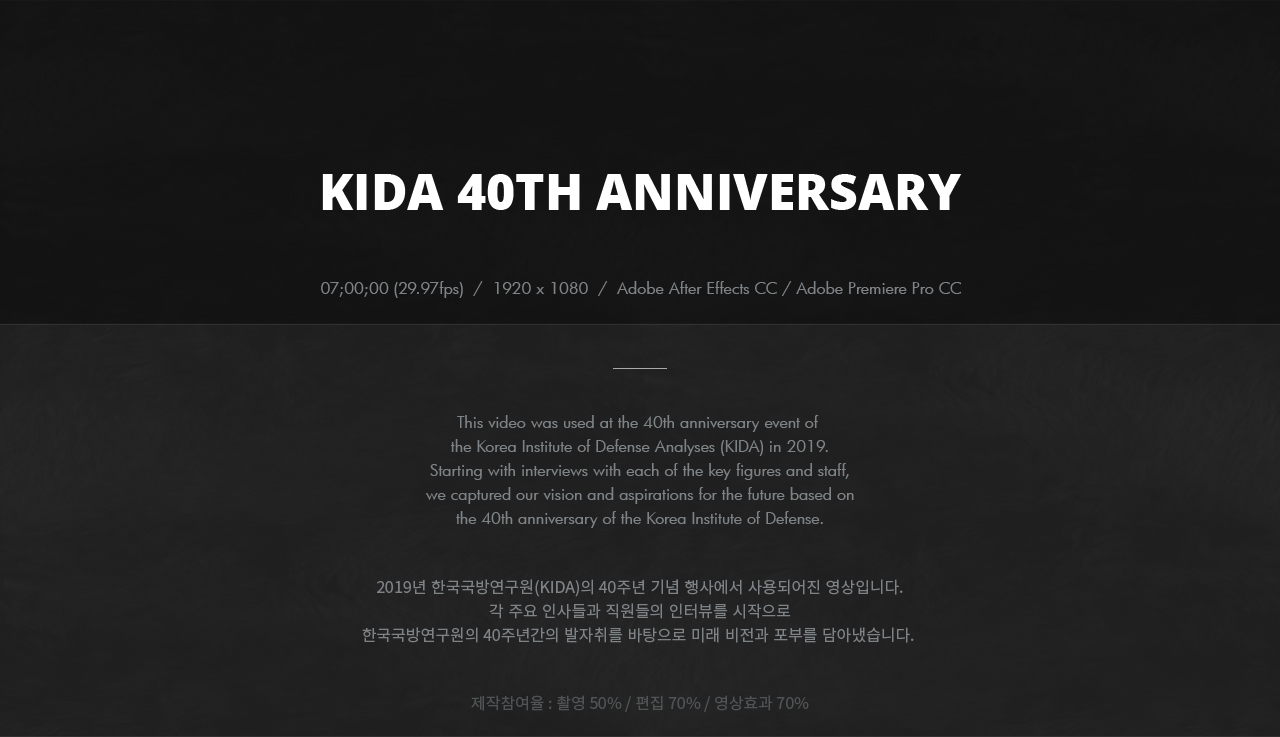 KIDA 40TH ANNIVERSARY
07;00;00 (29.97fps) / 1920 x 1080 / Adobe After Effects CC / Adobe Premiere Pro CC
This video was used at the 40th anniversary event of
the Korea Institute of Defense Analyses (KIDA) in 2019.
Starting with interviews with each of the key figures and staff,
we captured our vision and aspirations for the future based on
the 40th anniversary of the Korea Institute of Defense.
2019년 한국국방연구원(KIDA)의 40주년 기념 행사에서 사용되어진 영상입니다.
각 주요 인사들과 직원들의 인터뷰를 시작으로
한국국방연구원의 40주년간의 발자취를 바탕으로 미래 비전과 포부를 담아냈습니다.
제작참여율 : 촬영 50% / 편집 70% / 영상효과 70%